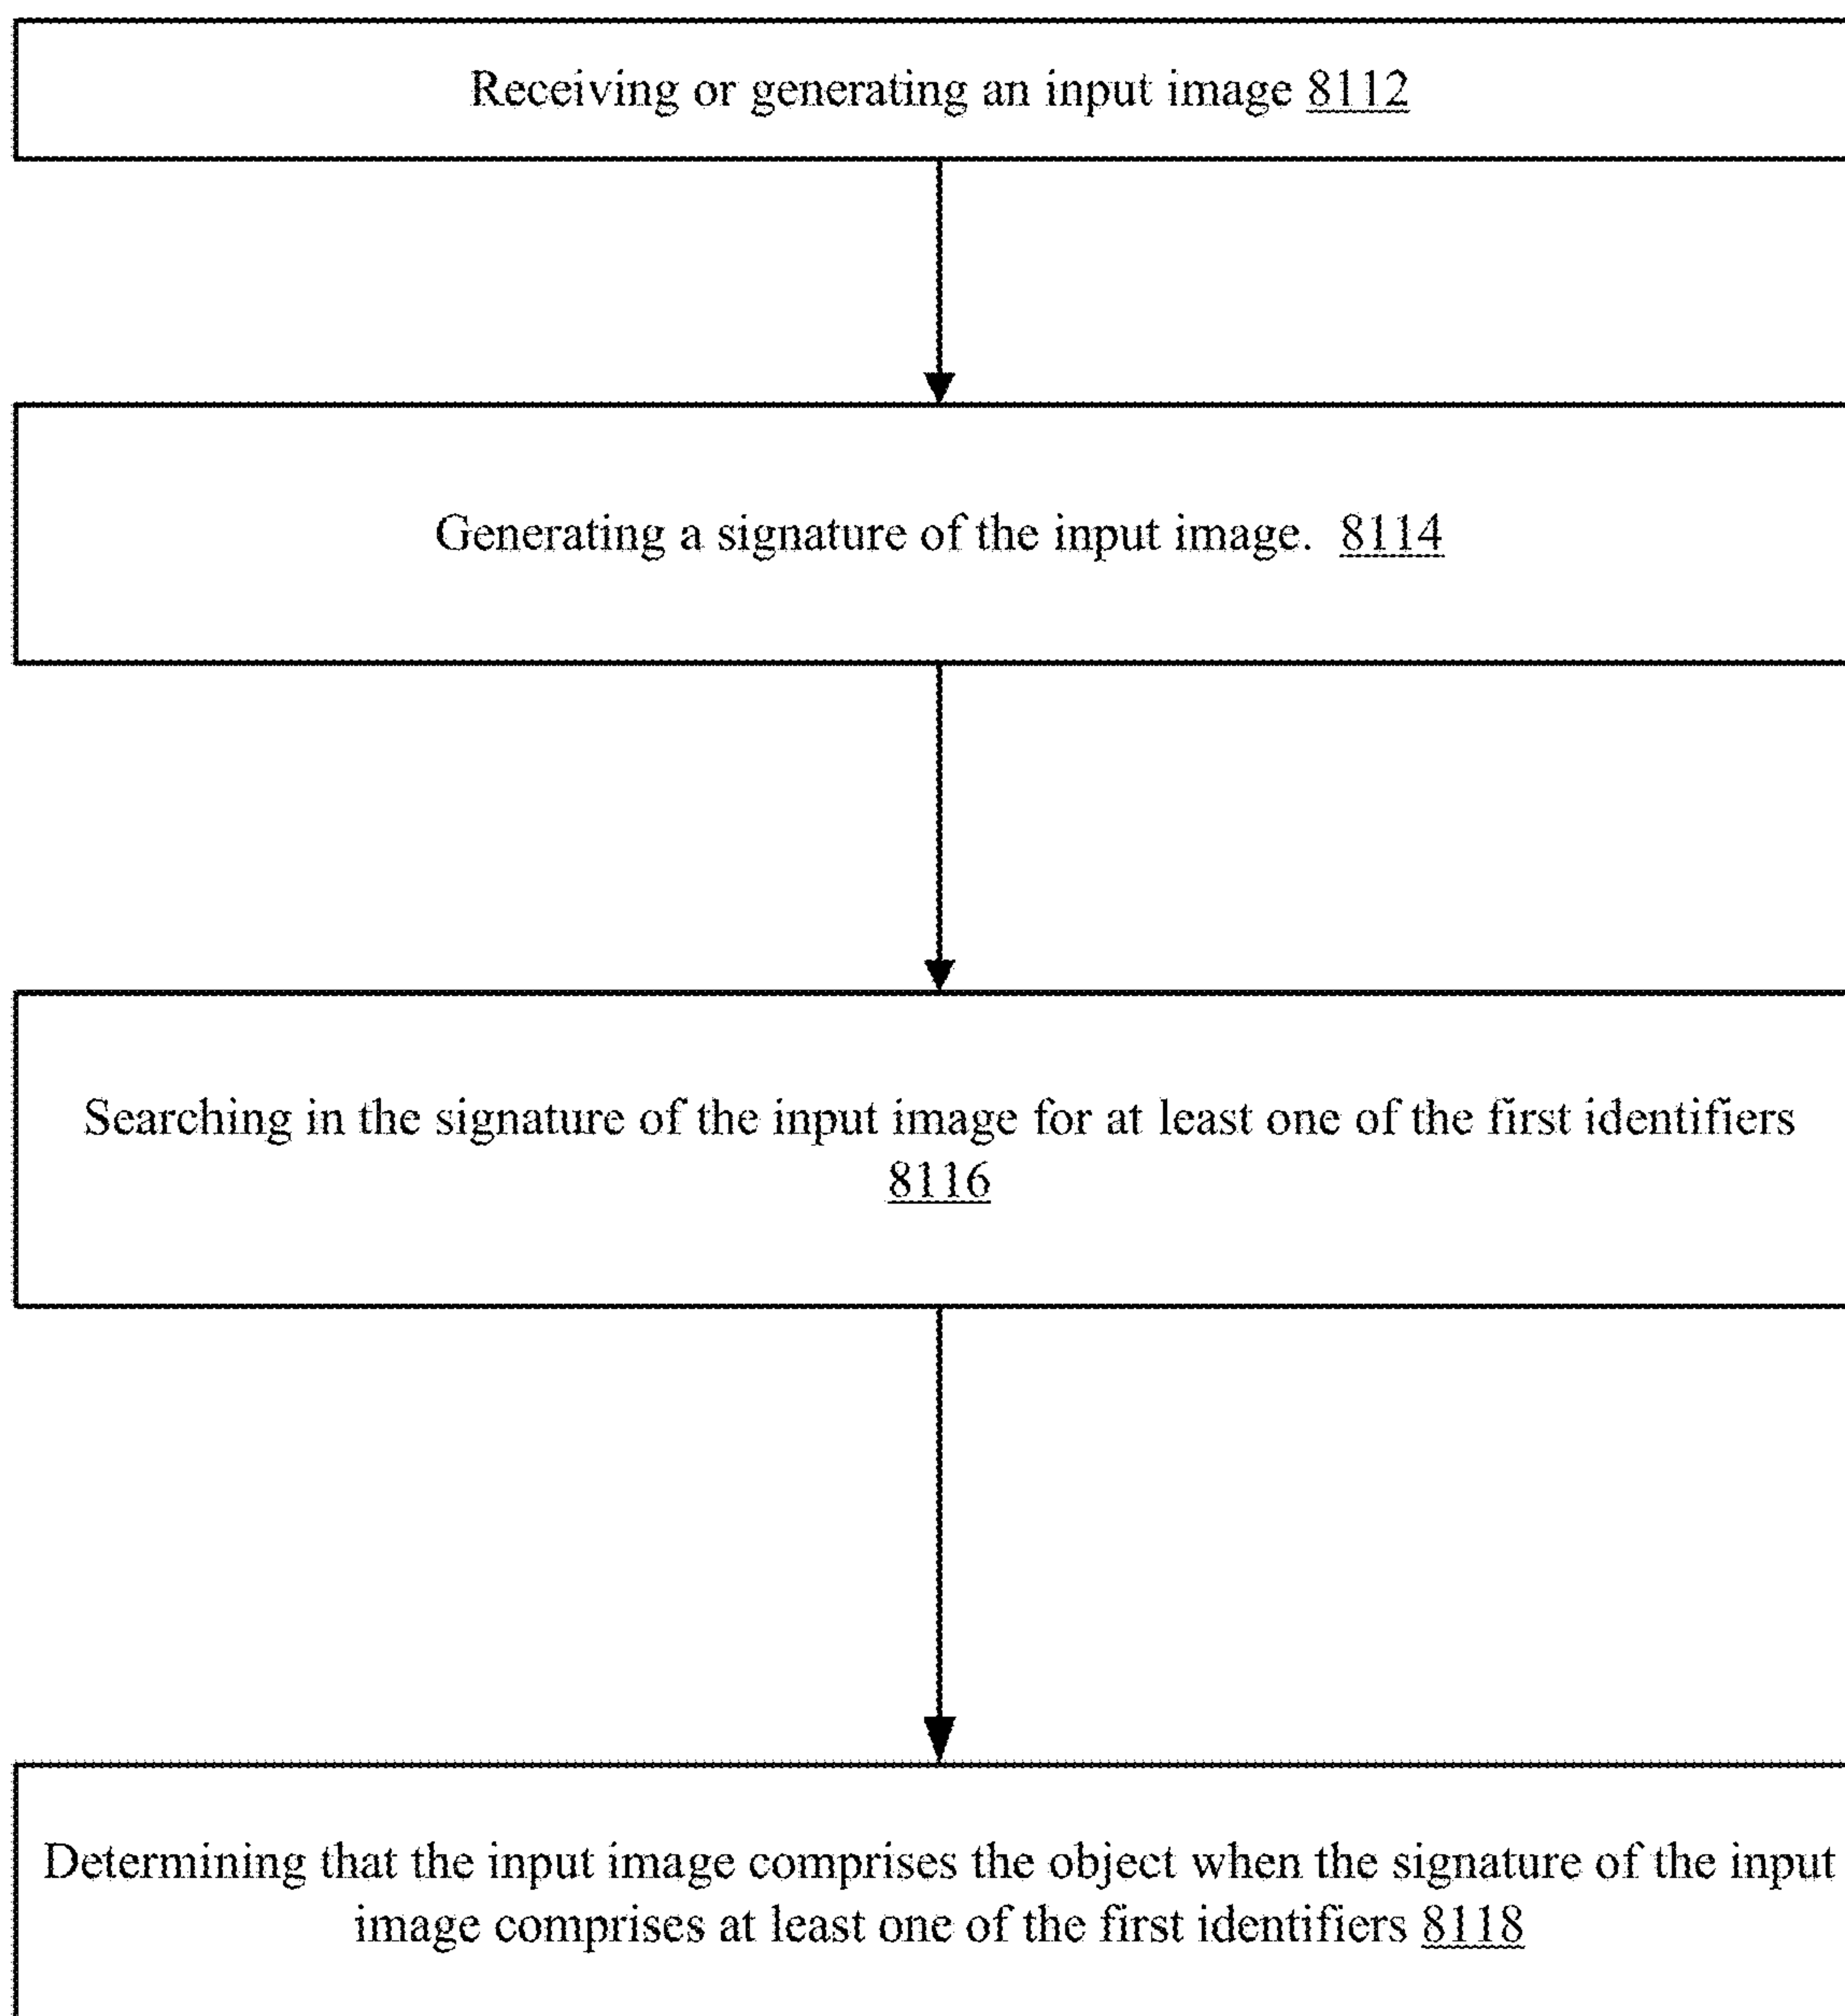 Receiving or generating an input image 8112
Generating a signature of the input image. 8114
Searching in the signature of the input image for at least one of the first identifiers
8116
Determining that the input image comprises the object when the signature of the input
image comprises at least one of the first identifiers 8118